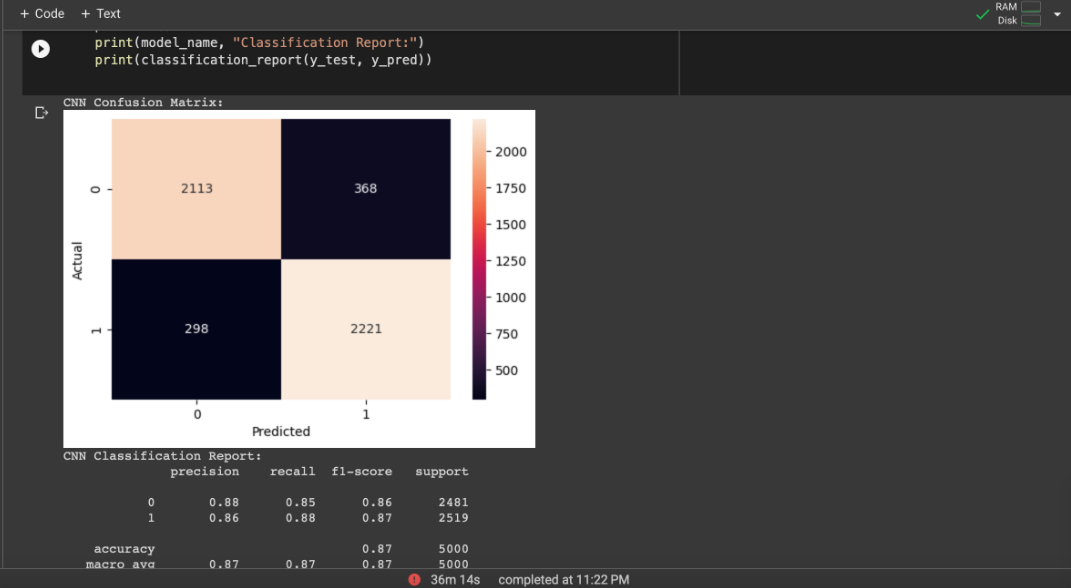 + Code + Text
RAM
Disk
print(model_name, "Classification Report:")
print(classification_report(y_test, y_pred))
CNN Confusion Matrix:
2113 368
298 2221
0
1
Actual
0 1
Predicted
2000
1750
1500
1250
1000
750
500
CNN Classification Report:
precision recall f1-score support
0 0.88 0.85 0.86 2481
1 0.86 0.88 0.87 2519
accuracy 0.87 5000
macro avg 0.87 0.87 0.87 5000
36m 14s completed at 11:22 PM